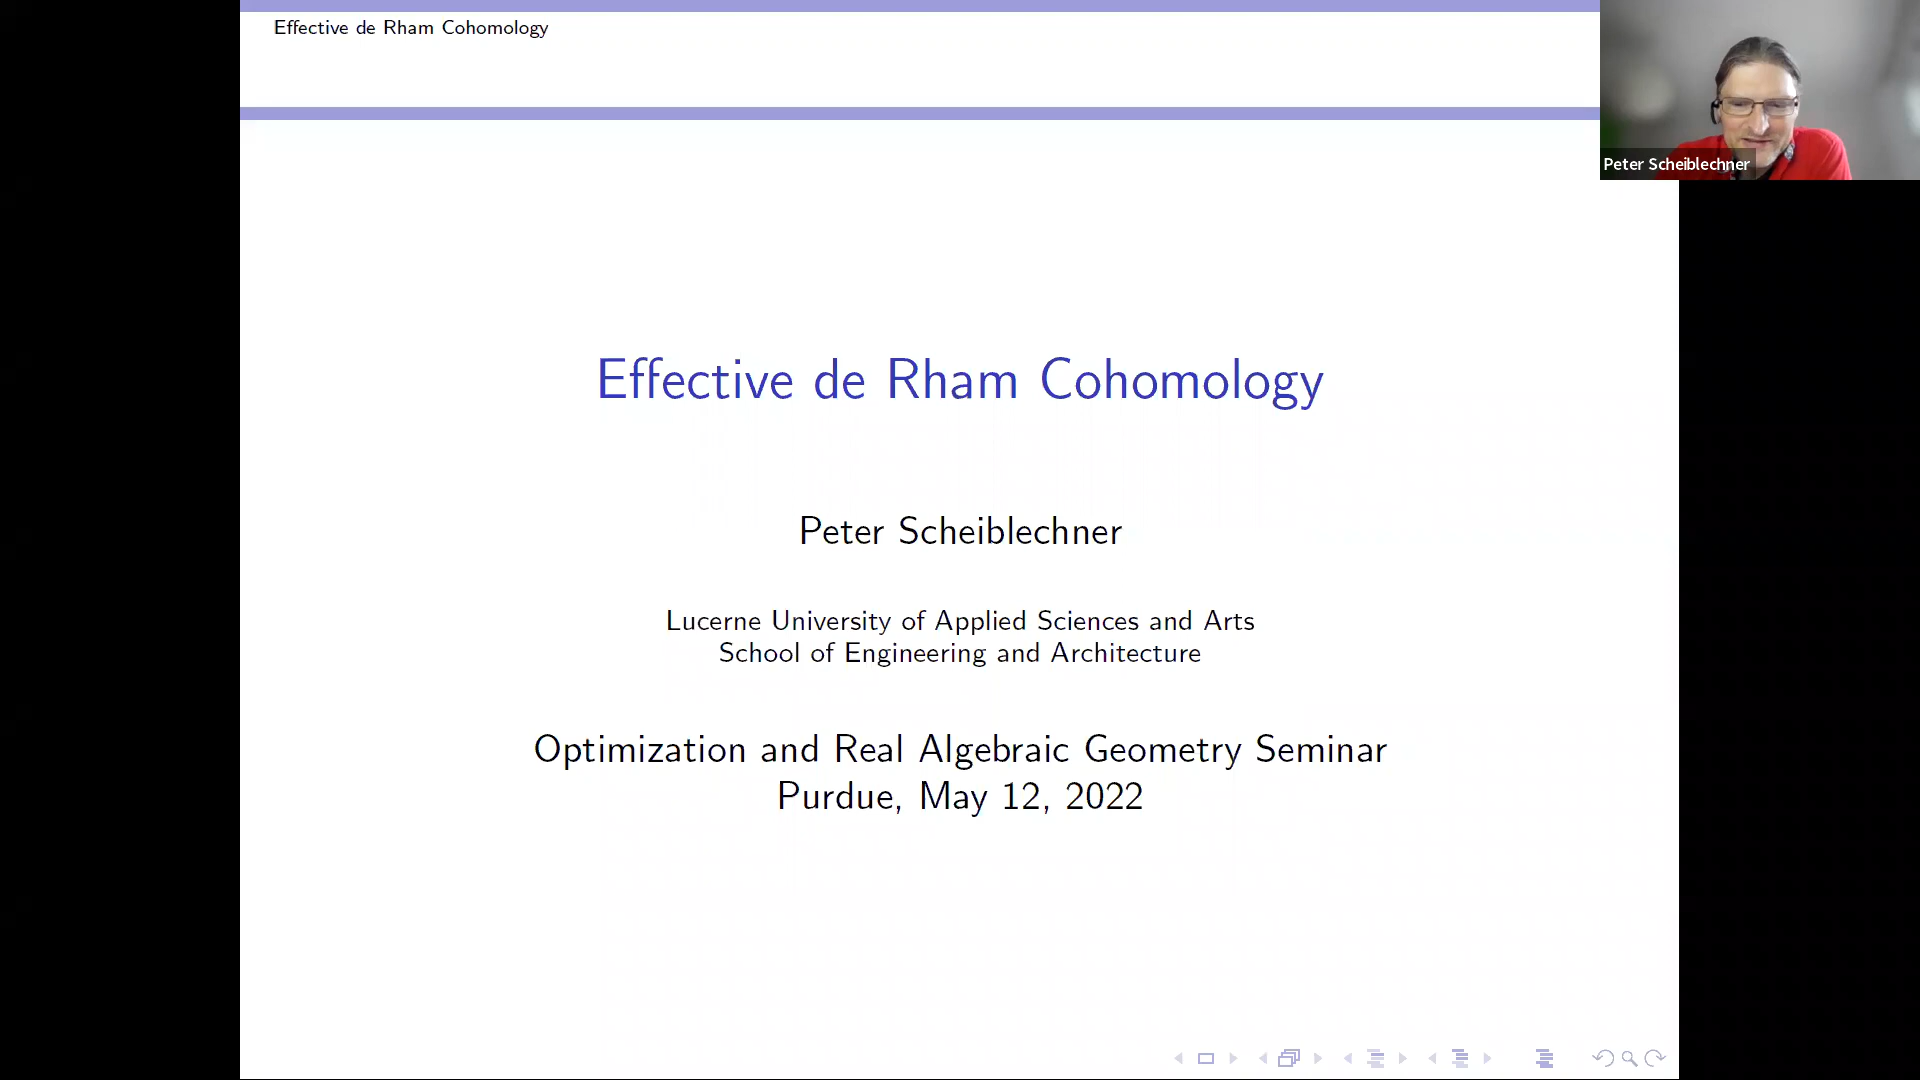 Effective de Rham Cohomology
Peter Scheiblechner
Effective de Rham Cohomology
Peter Scheiblechner
Lucerne University of Applied Sciences and Arts
School of Engineering and Architecture
Optimization and Real Algebraic Geometry Seminar
Purdue, May 12, 2022